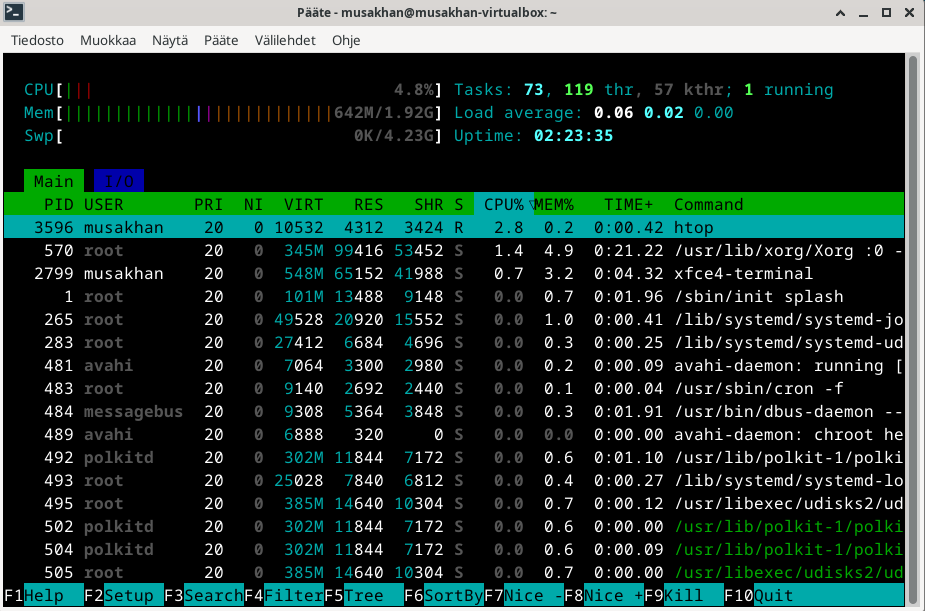 Pääte - musakhan@musakhan-virtualbox: ~
Tiedosto Muokkaa Näytä Pääte Välilehdet Ohje
CPU[||| 4.8%] Tasks: 73, 119 thr, 57 kthr; 1 running
Mem[|||||||||||||||||||||||||||642M/1.92G] Load average: 0.06 0.02 0.00
Swp[ 0K/4.23G] Uptime: 02:23:35
Main I/O
PID USER PRI NI VIRT RES SHR S CPU%▽MEM% TIME+ Command
3596 musakhan 20 0 10532 4312 3424 R 2.8 0.2 0:00.42 htop
570 root 20 0 345M 99416 53452 S 1.4 4.9 0:21.22 /usr/lib/xorg/Xorg :0 -
2799 musakhan 20 0 548M 65152 41988 S 0.7 3.2 0:04.32 xfce4-terminal
1 root 20 0 101M 13488 9148 S 0.0 0.7 0:01.96 /sbin/init splash
265 root 20 0 49528 20920 15552 S 0.0 1.0 0:00.41 /lib/systemd/systemd-jo
283 root 20 0 27412 6684 4696 S 0.0 0.3 0:00.25 /lib/systemd/systemd-ud
481 avahi 20 0 7064 3300 2980 S 0.0 0.2 0:00.09 avahi-daemon: running [
483 root 20 0 9140 2692 2440 S 0.0 0.1 0:00.04 /usr/sbin/cron -f
484 messagebus 20 0 9308 5364 3848 S 0.0 0.3 0:01.91 /usr/bin/dbus-daemon --
489 avahi 20 0 6888 320 0 S 0.0 0.0 0:00.00 avahi-daemon: chroot he
492 polkitd 20 0 302M 11844 7172 S 0.0 0.6 0:01.10 /usr/lib/polkit-1/polki
493 root 20 0 25028 7840 6812 S 0.0 0.4 0:00.27 /lib/systemd/systemd-lo
495 root 20 0 385M 14640 10304 S 0.0 0.7 0:00.12 /usr/libexec/udisks2/ud
502 polkitd 20 0 302M 11844 7172 S 0.0 0.6 0:00.00 /usr/lib/polkit-1/polki
504 polkitd 20 0 302M 11844 7172 S 0.0 0.6 0:00.09 /usr/lib/polkit-1/polki
505 root 20 0 385M 14640 10304 S 0.0 0.7 0:00.00 /usr/libexec/udisks2/ud
F1Help F2Setup F3SearchF4FilterF5Tree F6SortByF7Nice -F8Nice +F9Kill F10Quit